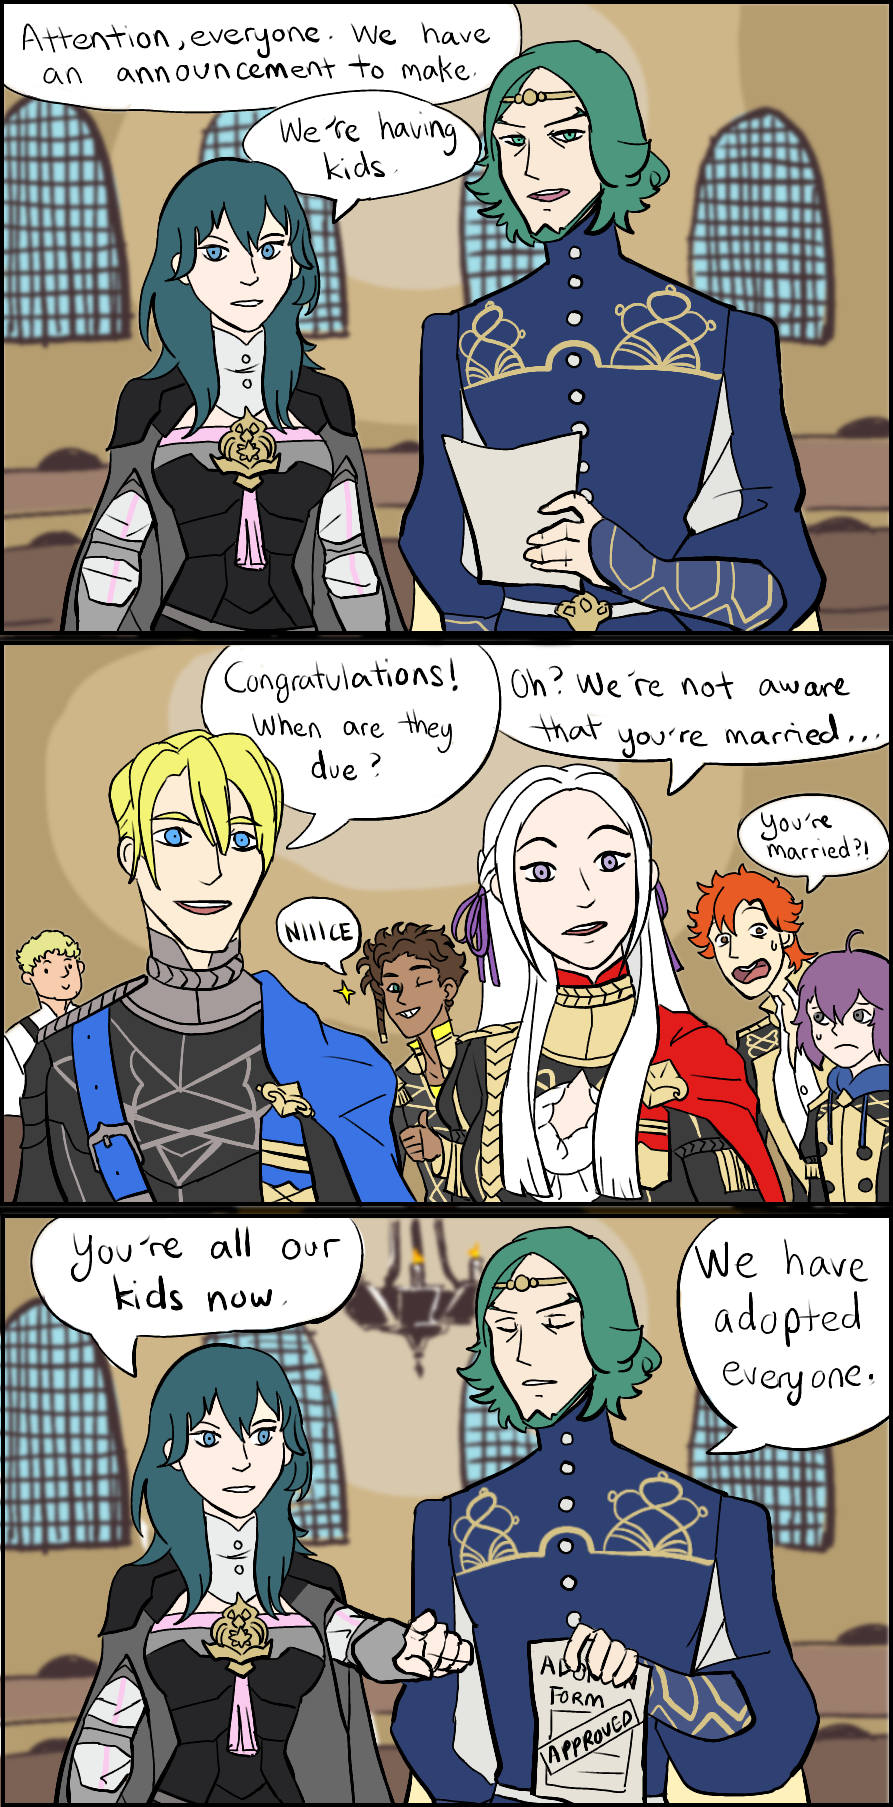 Attention, everyone. We have
an announcement to make.
We're having
kids.
Congratulations!
When are they
due?
Oh? We're not aware
that you're married...
You're
married?!
NIIICE
You're all our
kids now.
We have
adopted
everyone.
FORM
APPROVED